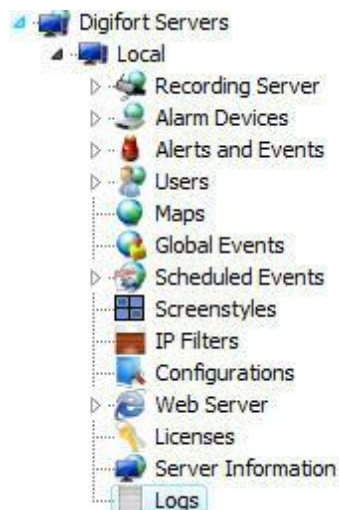 Digifort Servers
Local
Recording Server
Alarm Devices
Alerts and Events
Users
Maps
Global Events
Scheduled Events
Screenstyles
IP Filters
Configurations
Web Server
Licenses
Server Information
Logs